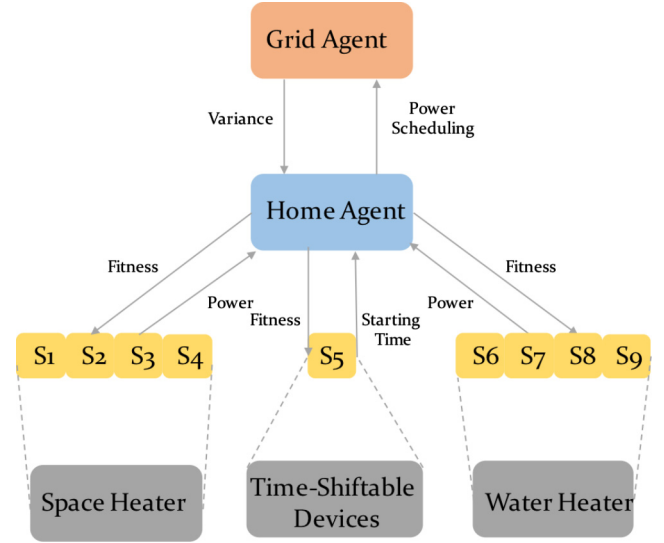 Grid Agent
Variance
Power
Scheduling
Home Agent
Fitness
Power
Fitness
Starting
Time
Power
Fitness
S1 S2 S3 S4
S5
S6 S7 S8 S9
Space Heater
Time-Shiftable
Devices
Water Heater